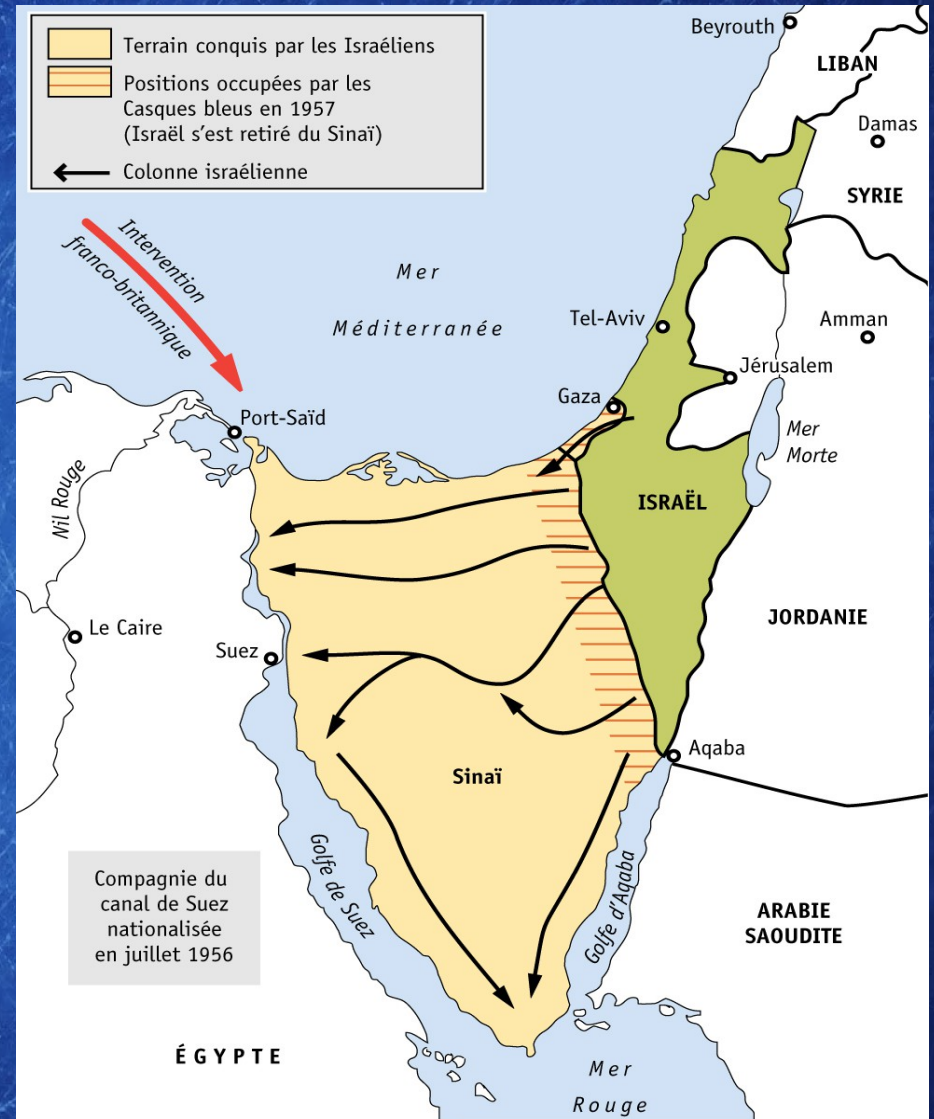 Terrain conquis par les Israéliens
Positions occupées par les
Casques bleus en 1957
(Israël s'est retiré du Sinaï)
Colonne israélienne
Beyrouth
LIBAN
Damas
SYRIE
Intervention
franco-britannique
Mer
Méditerranée
Tel-Aviv
Amman
Jérusalem
Gaza
Port-Saïd
Mer
Morte
Nil Rouge
ISRAËL
Le Caire
Suez
JORDANIE
Aqaba
Sinaï
Golfe de Suez
Golfe d'Aqaba
Compagnie du
canal de Suez
nationalisée
en juillet 1956
ARABIE
SAOUDITE
ÉGYPTE
Mer
Rouge